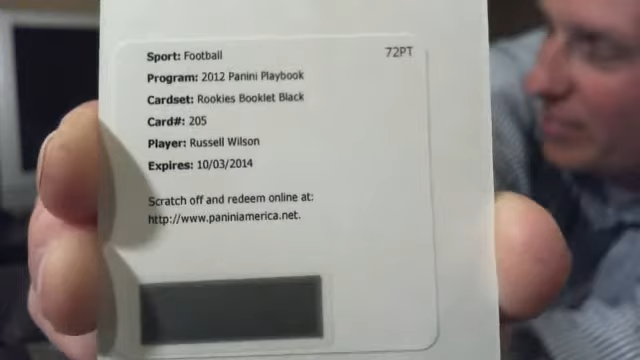 72PT
Sport: Football
Program: 2012 Panini Playbook
Cardset: Rookies Booklet Black
Card#: 205
Player: Russell Wilson
Expires: 10/03/2014
Scratch off and redeem online at:
http://www.paniniamerica.net.